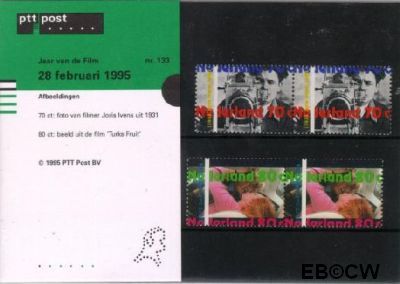 ptt post
Jaar van de Film nr. 133
28 februari 1995
Afbeeldingen
70 ct: foto van filmer Joris Ivens uit 1931
80 ct: beeld uit de film 'Turks Fruit'
© 1995 PTT Post BV
Nederland 70 c
Nederland 70 c
Nederland 80 c
Nederland 80 c
EB©CW